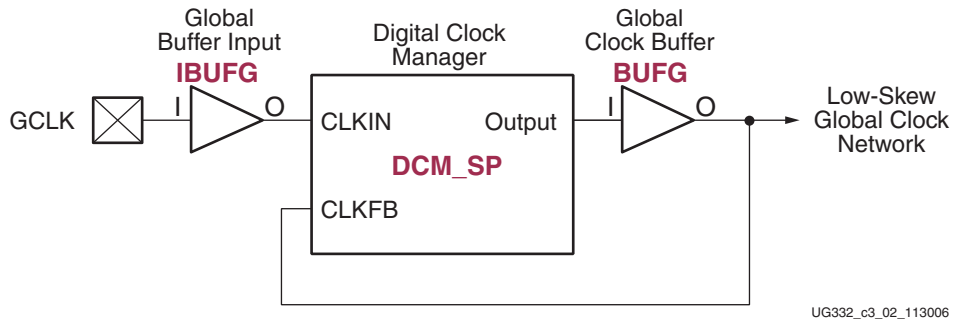 Global
Buffer Input
IBUFG
Digital Clock
Manager
Global
Clock Buffer
BUFG
GCLK
I
O
CLKIN
Output
I
O
Low-Skew
Global Clock
Network
DCM_SP
CLKFB
UG332_c3_02_113006